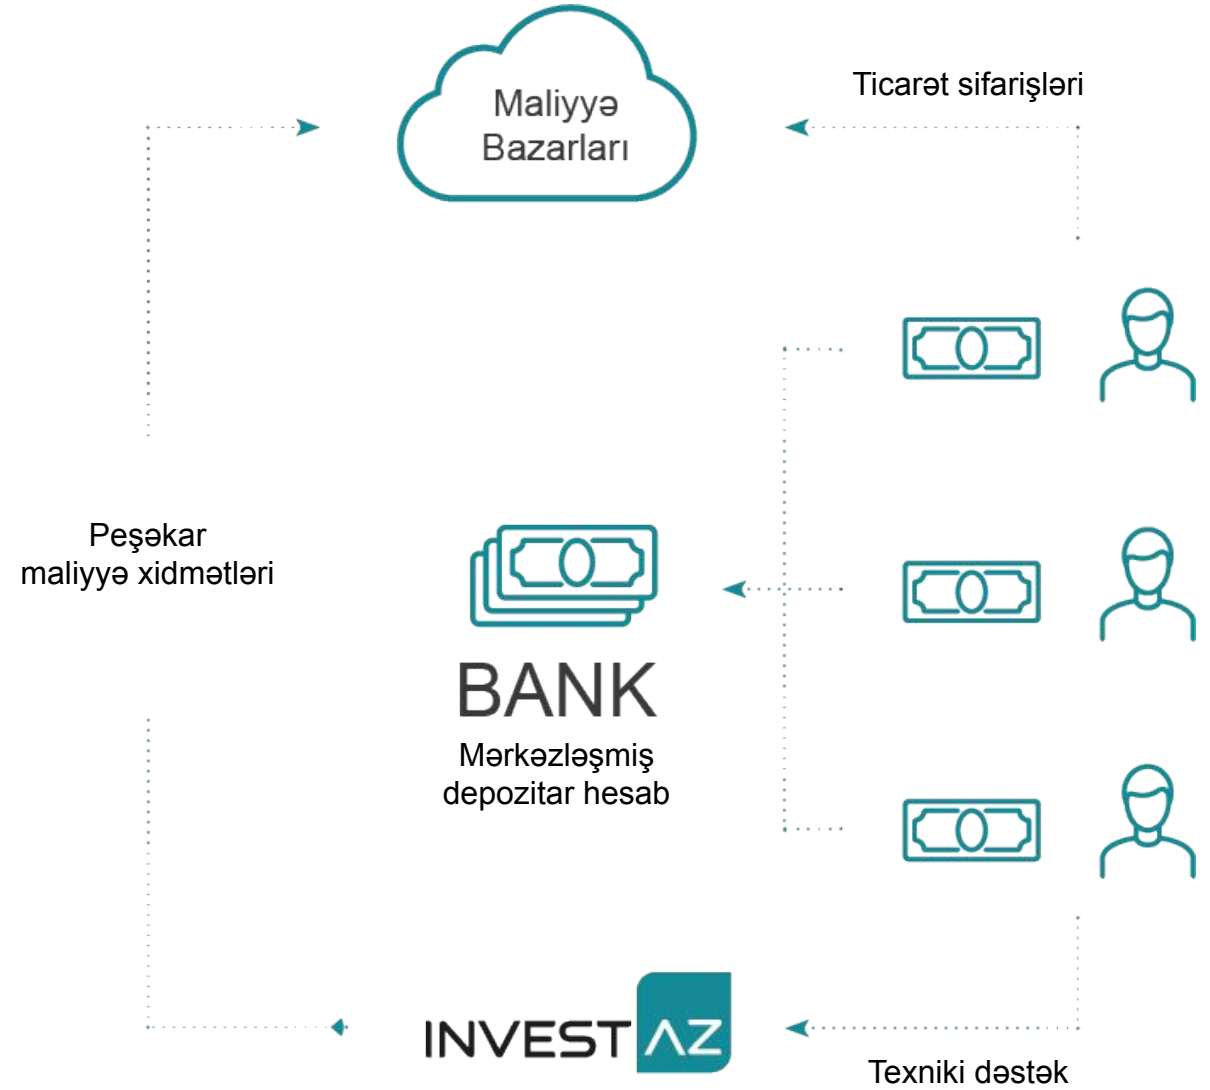 Maliyyə
Bazarları
Ticarət sifarişləri
Peşəkar
maliyyə xidmətləri
BANK
Mərkəzləşmiş
depozitar hesab
INVEST AZ
Texniki dəstək